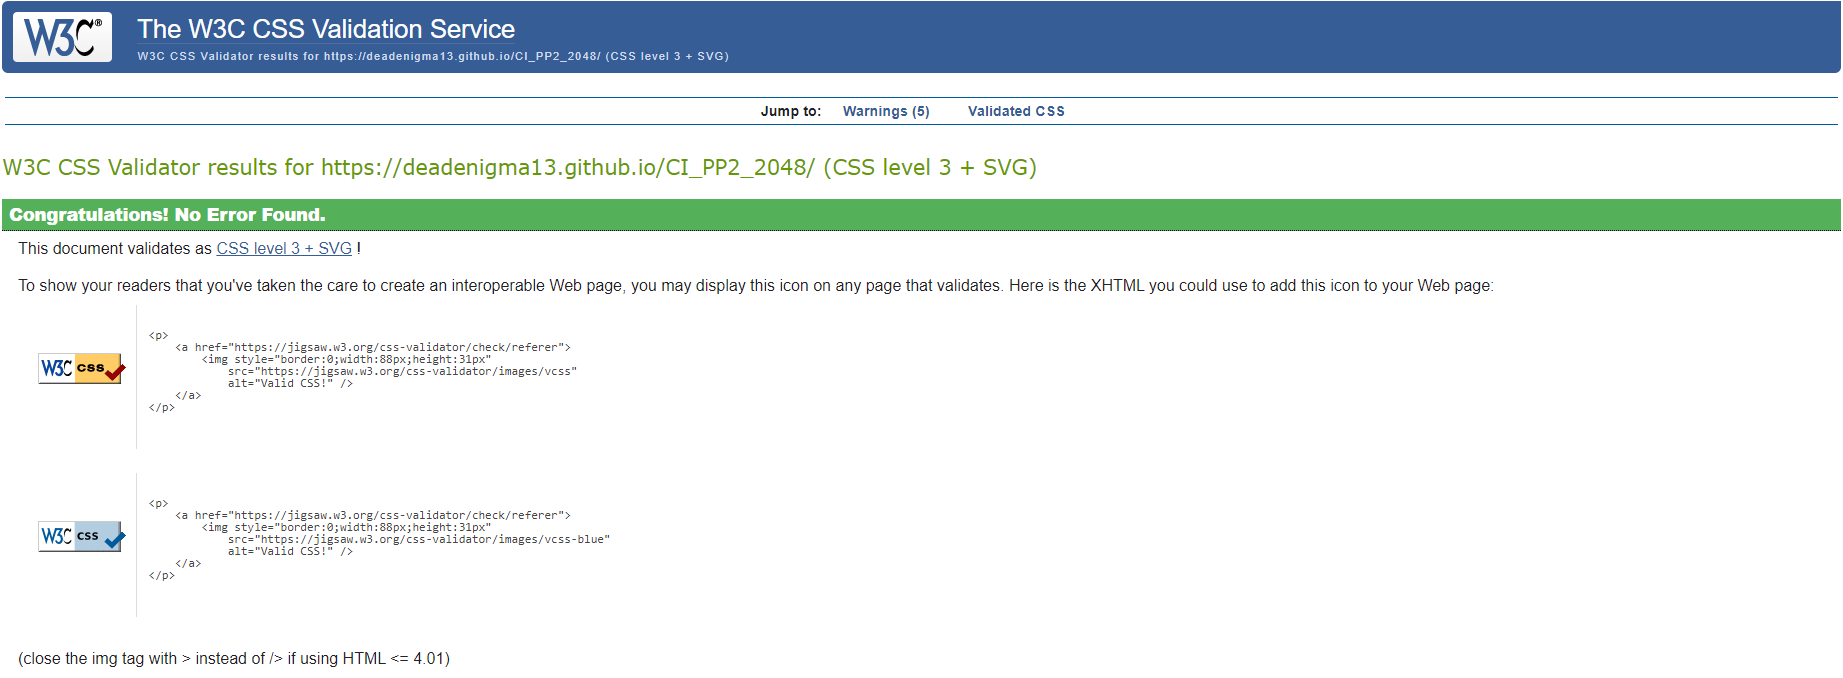 W3C®
The W3C CSS Validation Service
W3C CSS Validator results for https://deadenigma13.github.io/CI_PP2_2048/ (CSS level 3 + SVG)
Jump to: Warnings (5) Validated CSS
W3C CSS Validator results for https://deadenigma13.github.io/CI_PP2_2048/ (CSS level 3 + SVG)
Congratulations! No Error Found.
This document validates as CSS level 3 + SVG !
To show your readers that you've taken the care to create an interoperable Web page, you may display this icon on any page that validates. Here is the XHTML you could use to add this icon to your Web page:
W3C CSS
<p>
<a href="https://jigsaw.w3.org/css-validator/check/referer">
<img style="border:0;width:88px;height:31px"
src="https://jigsaw.w3.org/css-validator/images/vcss"
alt="Valid CSS!" />
</a>
</p>
W3C CSS
<p>
<a href="https://jigsaw.w3.org/css-validator/check/referer">
<img style="border:0;width:88px;height:31px"
src="https://jigsaw.w3.org/css-validator/images/vcss-blue"
alt="Valid CSS!" />
</a>
</p>
(close the img tag with > instead of /> if using HTML <= 4.01)